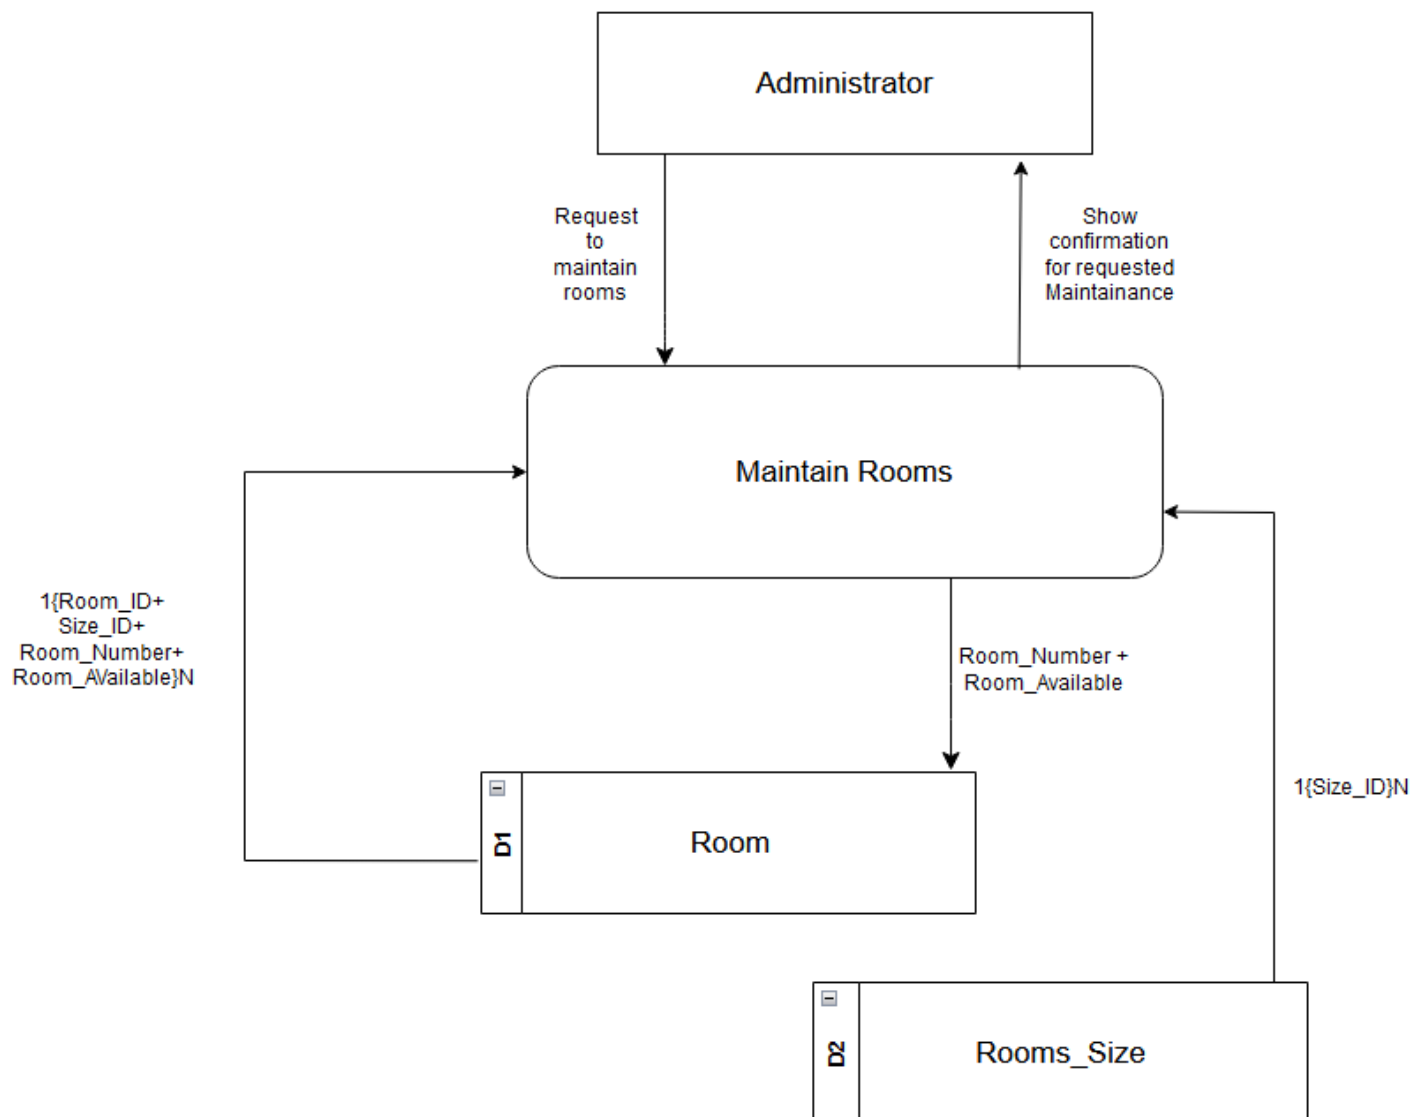 Administrator
Request
to
maintain
rooms
Show
confirmation
for requested
Maintainance
Maintain Rooms
1{Room_ID+
Size_ID+
Room_Number+
Room_AVailable}N
Room_Number +
Room_Available
1{Size_ID}N
D1
Room
D2
Rooms_Size